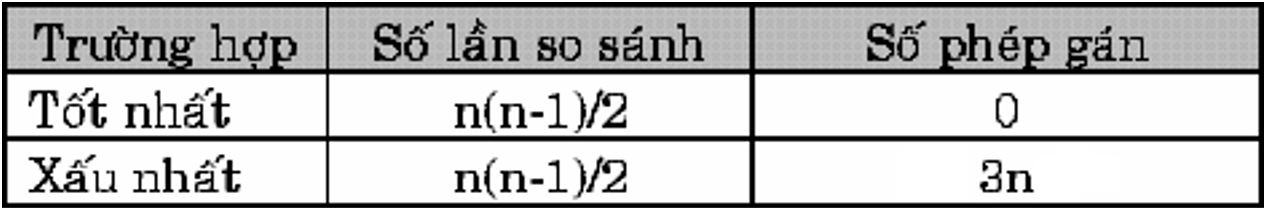 Trường hợp Số lần so sánh Số phép gán
Tốt nhất n(n-1)/2 0
Xấu nhất n(n-1)/2 3n